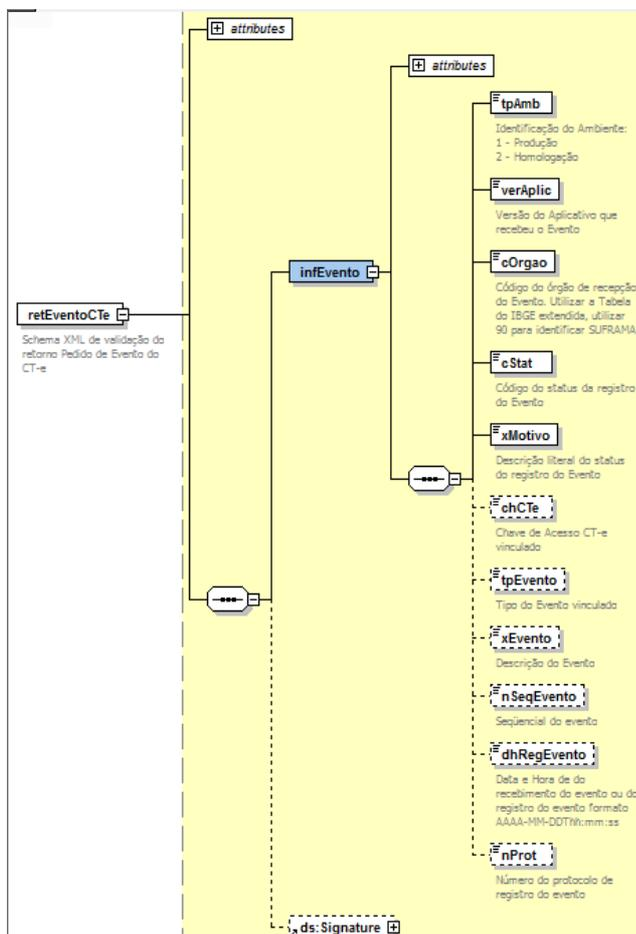 attributes
attributes
tpAmb
Identificação do Ambiente:
1 - Produção
2 - Homologação
verAplic
Versão do Aplicativo que
recebeu o Evento
infEvento
cOrgao
Código do órgão de recepção
do Evento. Utilizar a Tabela
do IBGE extendida, utilizar
90 para identificar SUFRAMA
retEventoCTe
Schema XML de validação do
retorno Pedido de Evento do
CT-e
cStat
Código do status da registro
do Evento
xMotivo
Descrição literal do status
do registro do Evento
chCTe
Chave de Acesso CT-e
vinculado
tpEvento
Tipo do Evento vinculado
xEvento
Descrição do Evento
nSeqEvento
Seqüencial do evento
dhRegEvento
Data e Hora de do
recebimento do evento ou do
registro do evento formato
AAAA-MM-DDThh:mm:ss
nProt
Número do protocolo de
registro do evento
ds:Signature